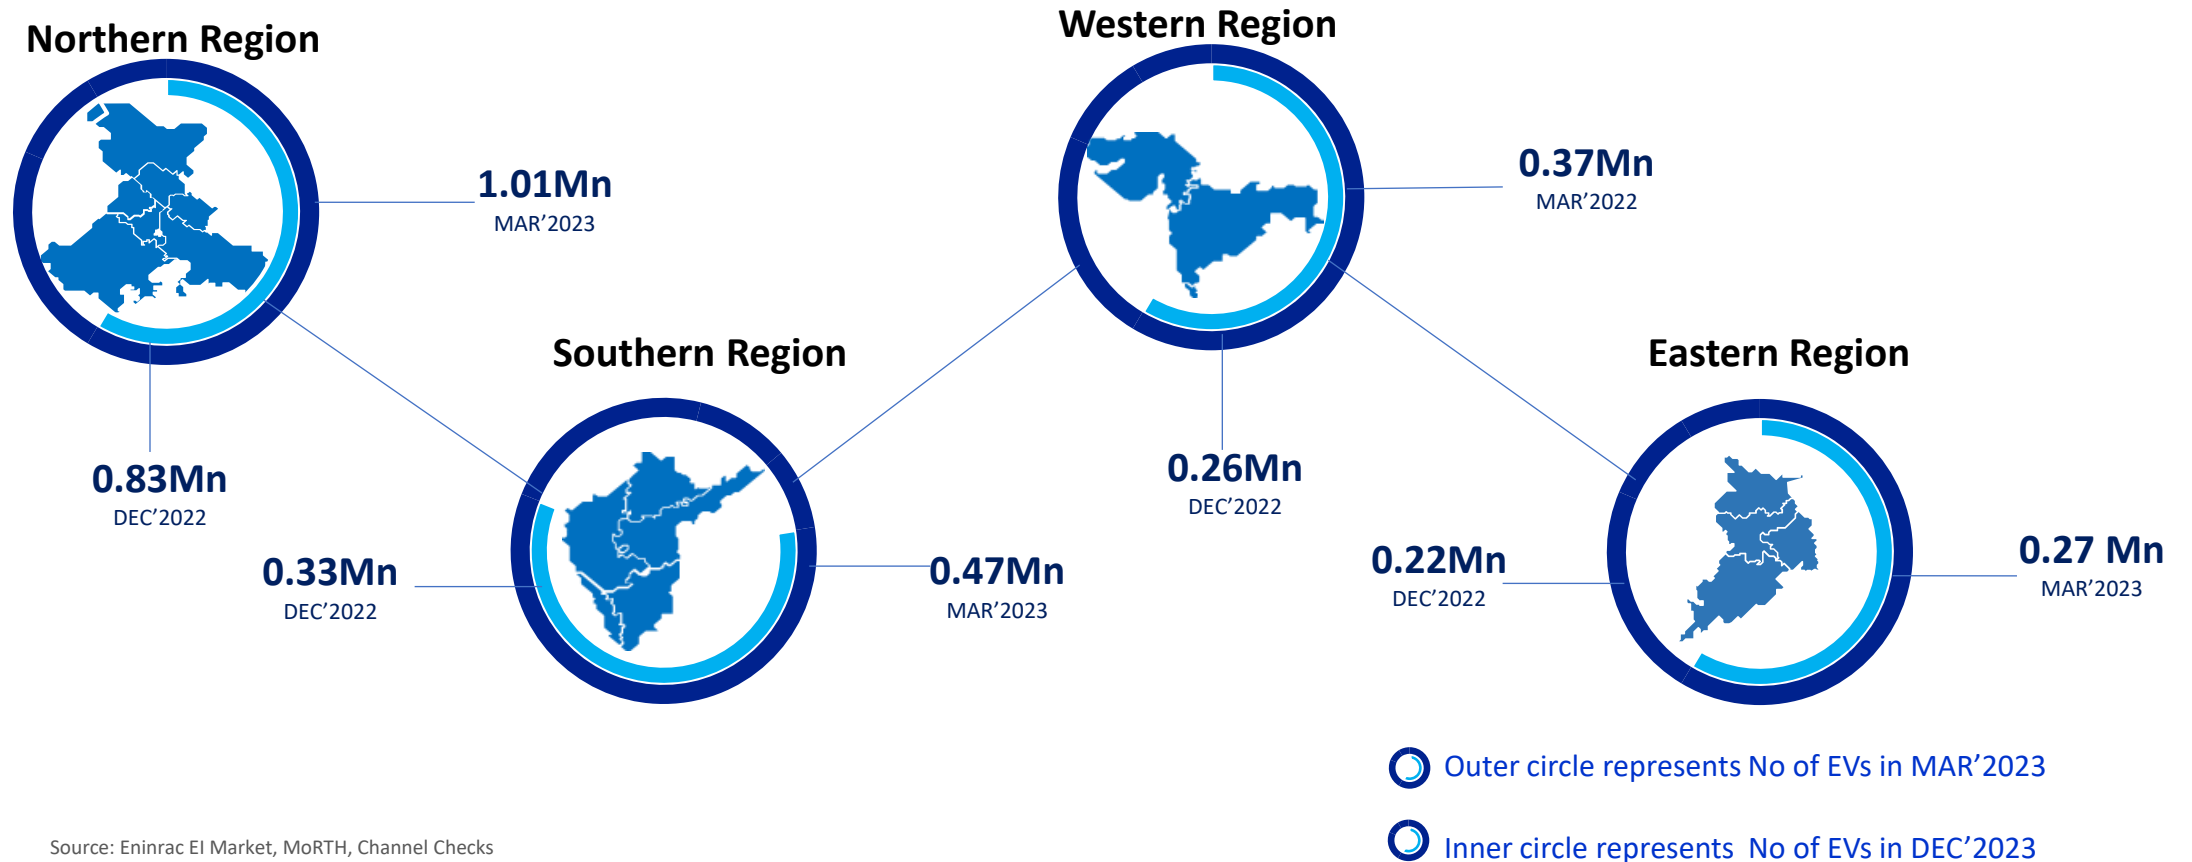 Northern Region
1.01Mn
MAR’2023
0.83Mn
DEC’2022
Southern Region
0.33Mn
DEC’2022
0.47Mn
MAR’2023
Western Region
0.37Mn
MAR’2022
0.26Mn
DEC’2022
Eastern Region
0.22Mn
DEC’2022
0.27 Mn
MAR’2023
Outer circle represents No of EVs in MAR’2023
Inner circle represents No of EVs in DEC’2023
Source: Eninrac EI Market, MoRTH, Channel Checks